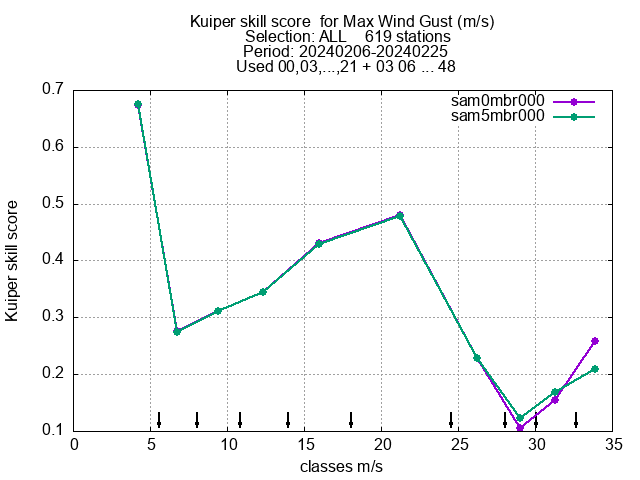 Kuiper skill score  for Max Wind Gust (m/s)
Selection: ALL    619 stations
Period: 20240206-20240225
Used 00,03,...,21 + 03 06 ... 48
sam0mbr000
sam5mbr000
0.7
0.6
0.5
0.4
0.3
0.2
0.1
Kuiper skill score
0 5 10 15 20 25 30 35
classes m/s